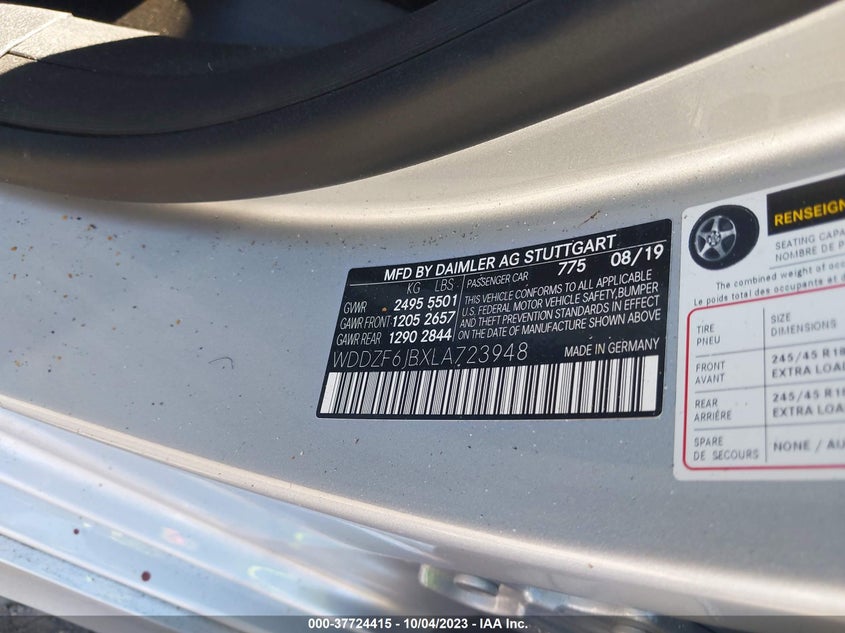 MFD BY DAIMLER AG STUTTGART
KG LBS PASSENGER CAR 775 08/19
GVWR 2495 5501
GAWR FRONT 1205 2657
GAWR REAR 1290 2844
THIS VEHICLE CONFORMS TO ALL APPLICABLE
U.S. FEDERAL MOTOR VEHICLE SAFETY, BUMPER
AND THEFT PREVENTION STANDARDS IN EFFECT
ON THE DATE OF MANUFACTURE SHOWN ABOVE.
WDDZF6JBXLA723948 MADE IN GERMANY
RENSEIGN
SEATING CAPA
NOMBRE DE P
The combined weight of occ
Le poids total des occupants et d
TIRE
PNEU
SIZE
DIMENSIONS
FRONT
AVANT
245/45 R18
EXTRA LOA
REAR
ARRIÈRE
245/45 R18
EXTRA LOAD
SPARE
DE SECOURS
NONE / AU
000-37724415 - 10/04/2023 - IAA Inc.